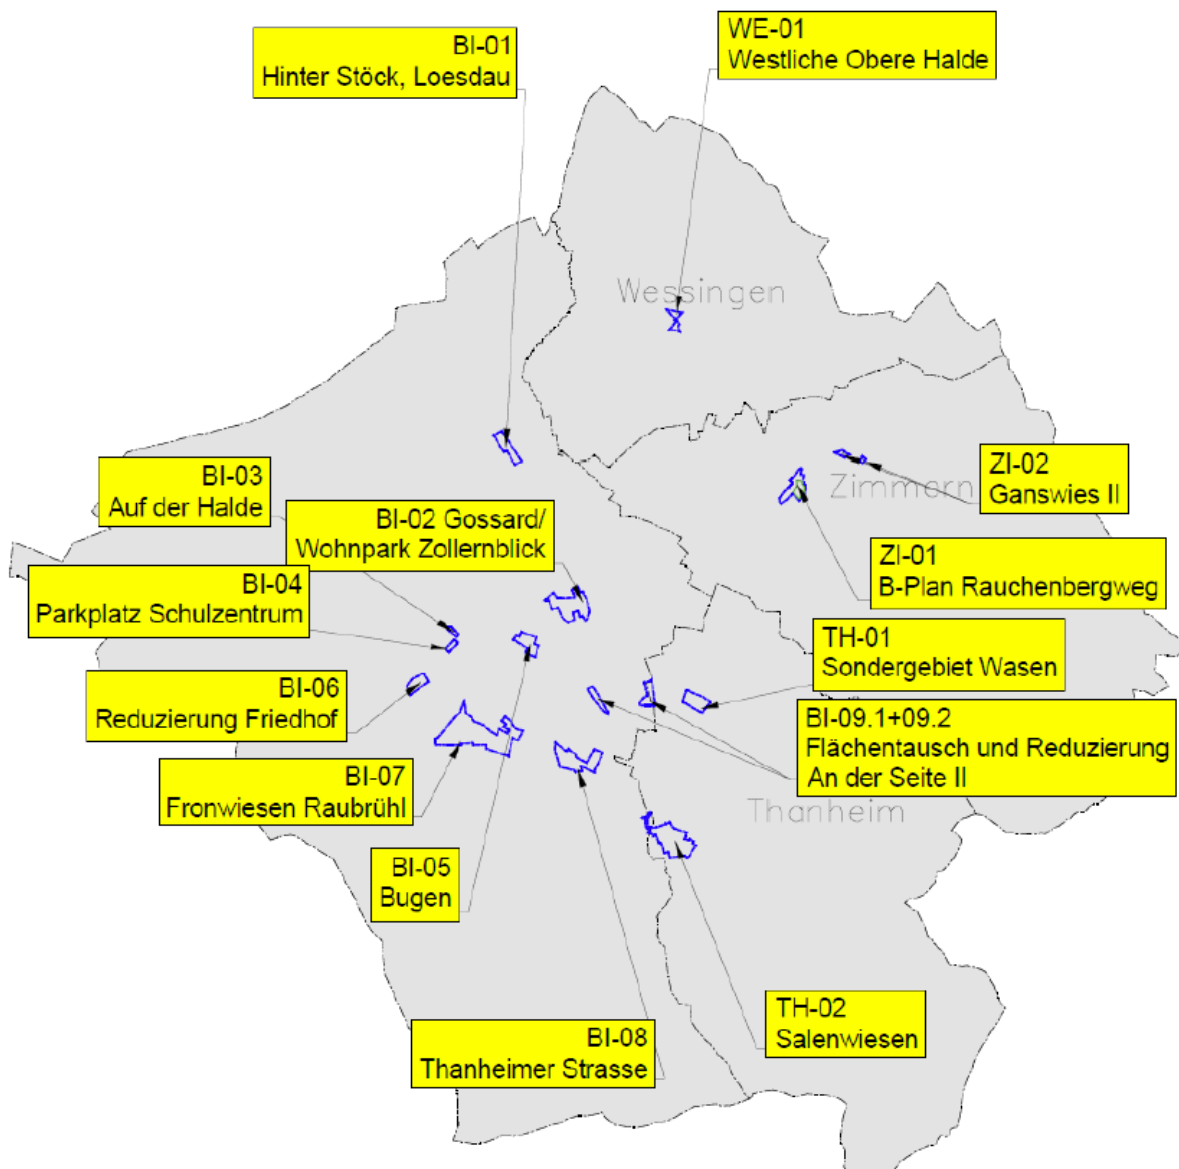 BI-01
Hinter Stöck, Loesdau
WE-01
Westliche Obere Halde
Wessingen
BI-03
Auf der Halde
BI-02 Gossard/
Wohnpark Zollernblick
ZI-02
Ganswies II
Zimmern
BI-04
Parkplatz Schulzentrum
ZI-01
B-Plan Rauchenbergweg
TH-01
Sondergebiet Wasen
BI-06
Reduzierung Friedhof
BI-09.1+09.2
Flächentausch und Reduzierung
An der Seite II
BI-07
Fronwiesen Raubrühl
Thanheim
BI-05
Bugen
TH-02
Salenwiesen
BI-08
Thanheimer Strasse